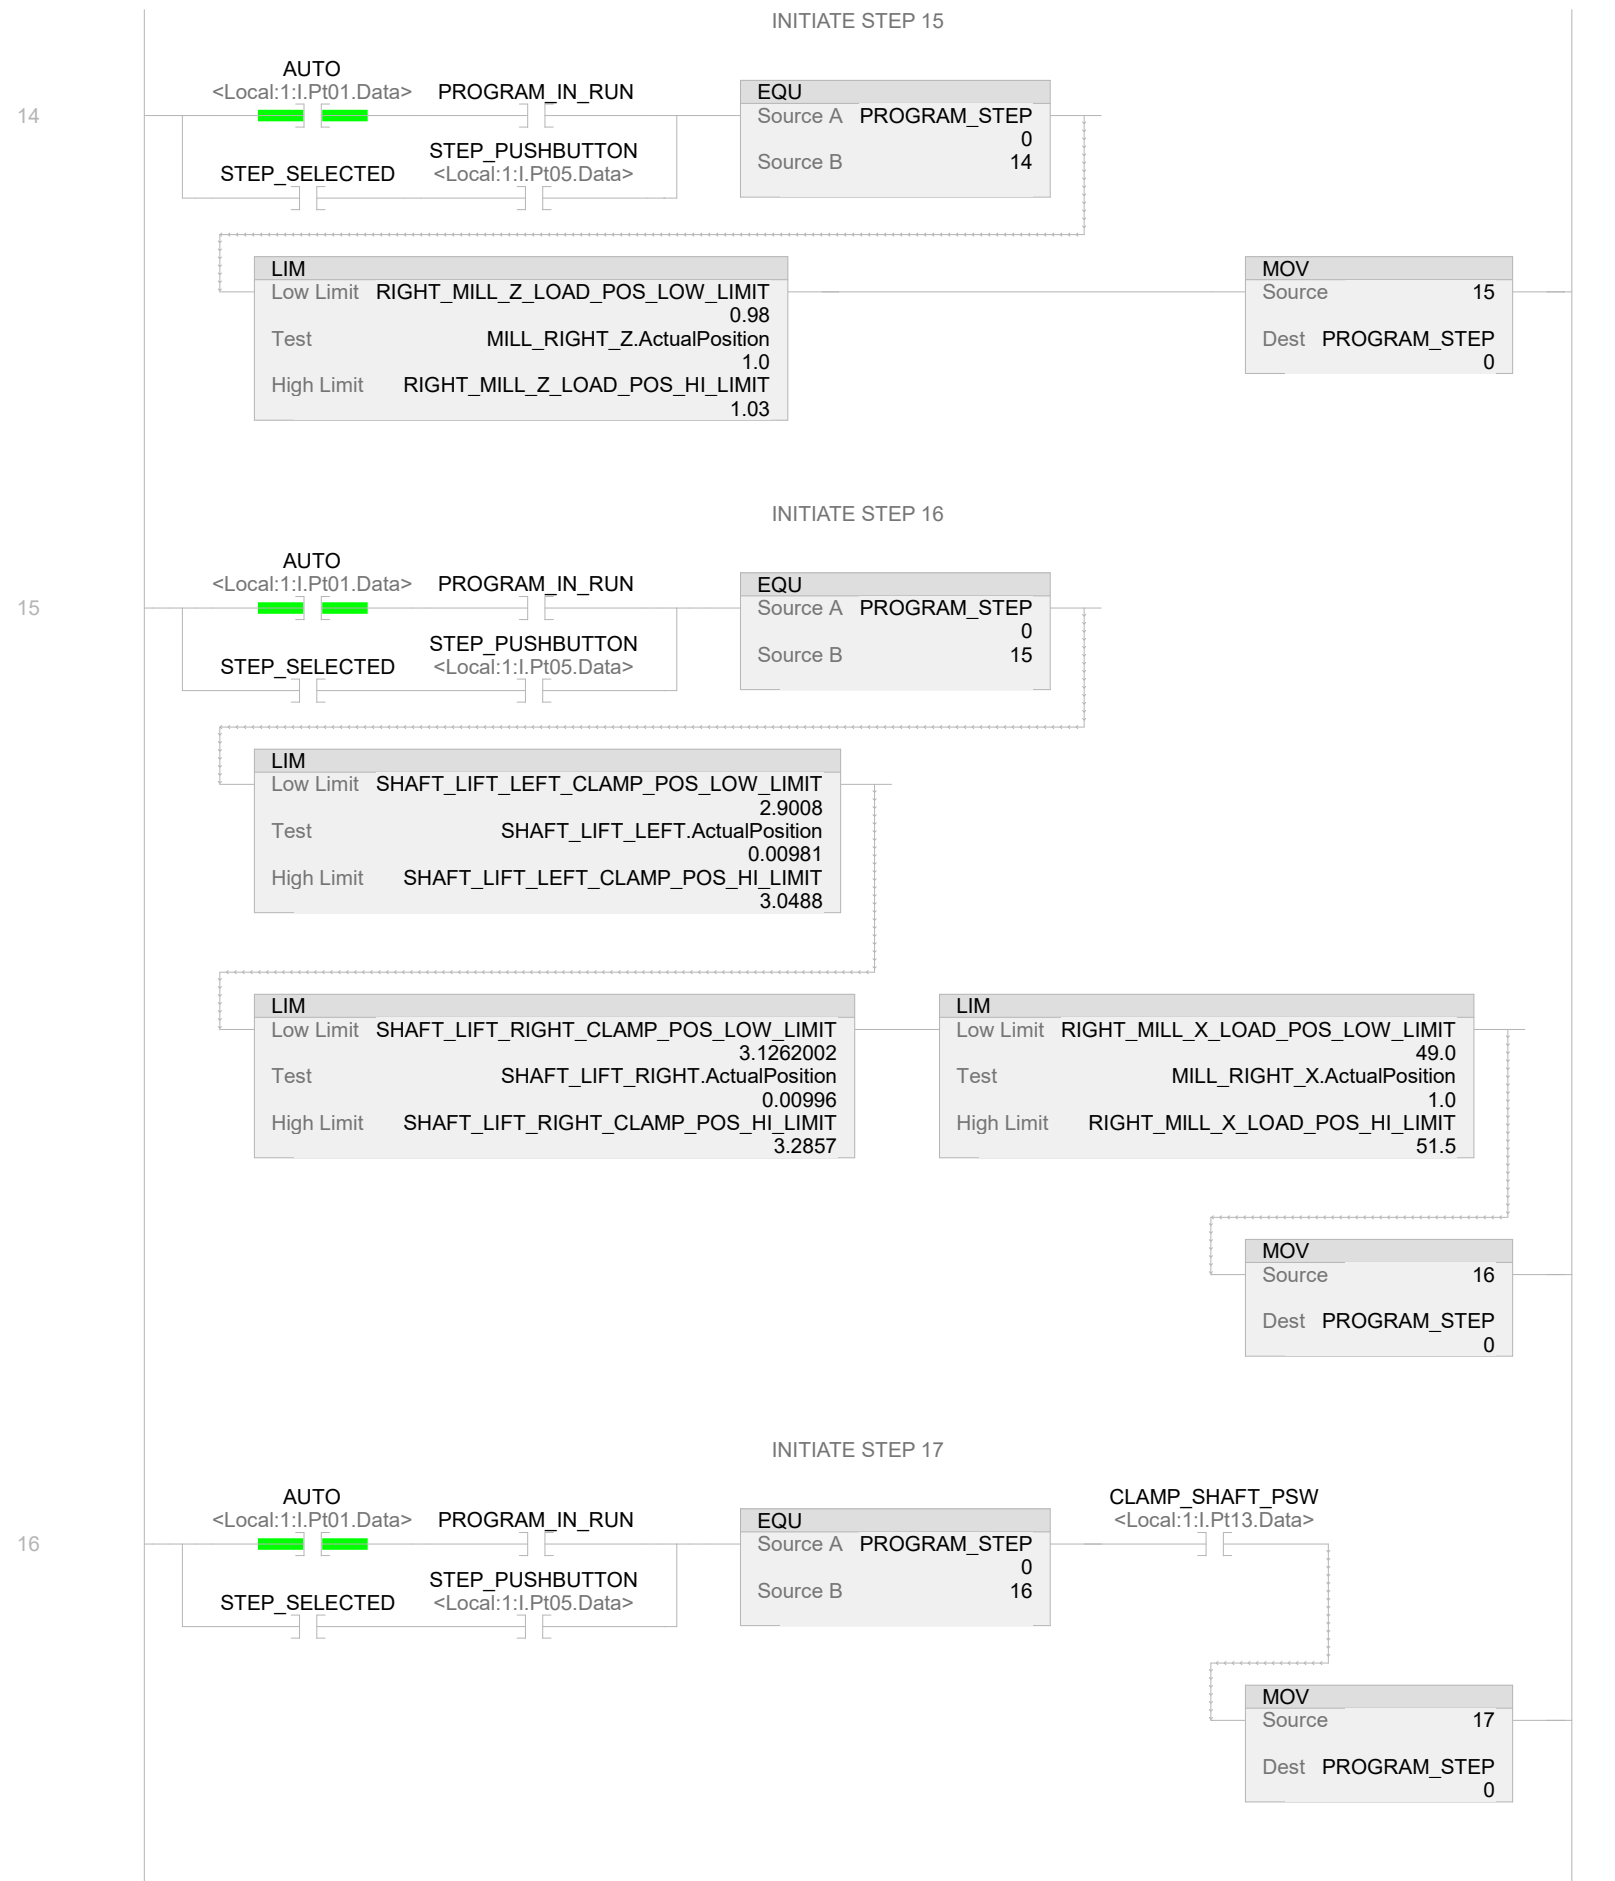 INITIATE STEP 15
14
AUTO
<Local:1:I.Pt01.Data>
PROGRAM_IN_RUN
STEP_SELECTED
STEP_PUSHBUTTON
<Local:1:I.Pt05.Data>
EQU
Source A PROGRAM_STEP
0
Source B 14
LIM
Low Limit RIGHT_MILL_Z_LOAD_POS_LOW_LIMIT
0.98
Test MILL_RIGHT_Z.ActualPosition
1.0
High Limit RIGHT_MILL_Z_LOAD_POS_HI_LIMIT
1.03
MOV
Source 15
Dest PROGRAM_STEP
0
INITIATE STEP 16
15
AUTO
<Local:1:I.Pt01.Data>
PROGRAM_IN_RUN
STEP_SELECTED
STEP_PUSHBUTTON
<Local:1:I.Pt05.Data>
EQU
Source A PROGRAM_STEP
0
Source B 15
LIM
Low Limit SHAFT_LIFT_LEFT_CLAMP_POS_LOW_LIMIT
2.9008
Test SHAFT_LIFT_LEFT.ActualPosition
0.00981
High Limit SHAFT_LIFT_LEFT_CLAMP_POS_HI_LIMIT
3.0488
LIM
Low Limit SHAFT_LIFT_RIGHT_CLAMP_POS_LOW_LIMIT
3.1262002
Test SHAFT_LIFT_RIGHT.ActualPosition
0.00996
High Limit SHAFT_LIFT_RIGHT_CLAMP_POS_HI_LIMIT
3.2857
LIM
Low Limit RIGHT_MILL_X_LOAD_POS_LOW_LIMIT
49.0
Test MILL_RIGHT_X.ActualPosition
1.0
High Limit RIGHT_MILL_X_LOAD_POS_HI_LIMIT
51.5
MOV
Source 16
Dest PROGRAM_STEP
0
INITIATE STEP 17
16
AUTO
<Local:1:I.Pt01.Data>
PROGRAM_IN_RUN
STEP_SELECTED
STEP_PUSHBUTTON
<Local:1:I.Pt05.Data>
EQU
Source A PROGRAM_STEP
0
Source B 16
CLAMP_SHAFT_PSW
<Local:1:I.Pt13.Data>
MOV
Source 17
Dest PROGRAM_STEP
0